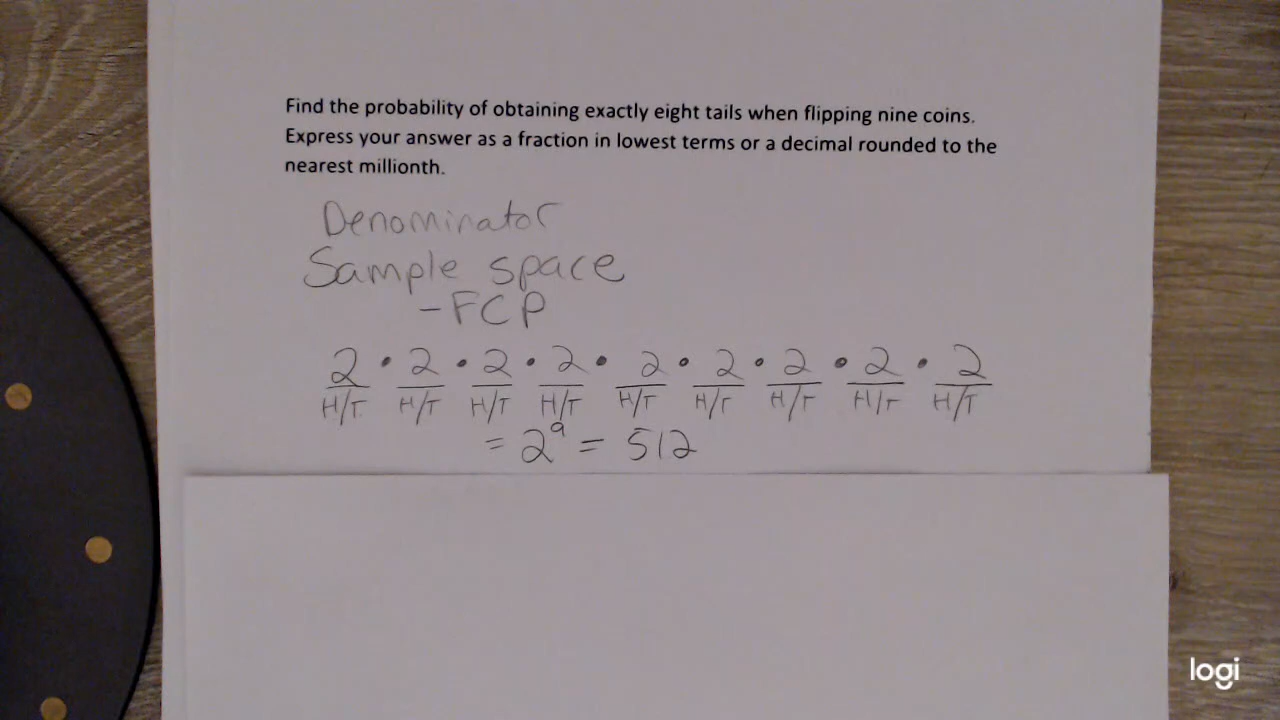 Find the probability of obtaining exactly eight tails when flipping nine coins.
Express your answer as a fraction in lowest terms or a decimal rounded to the
nearest millionth.
Denominator
Sample space
- FCP
2 • 2 • 2 • 2 • 2 • 2 • 2 • 2 • 2
H/T H/T H/T H/T H/T H/T H/T H/T H/T
= 2⁹ = 512
logi